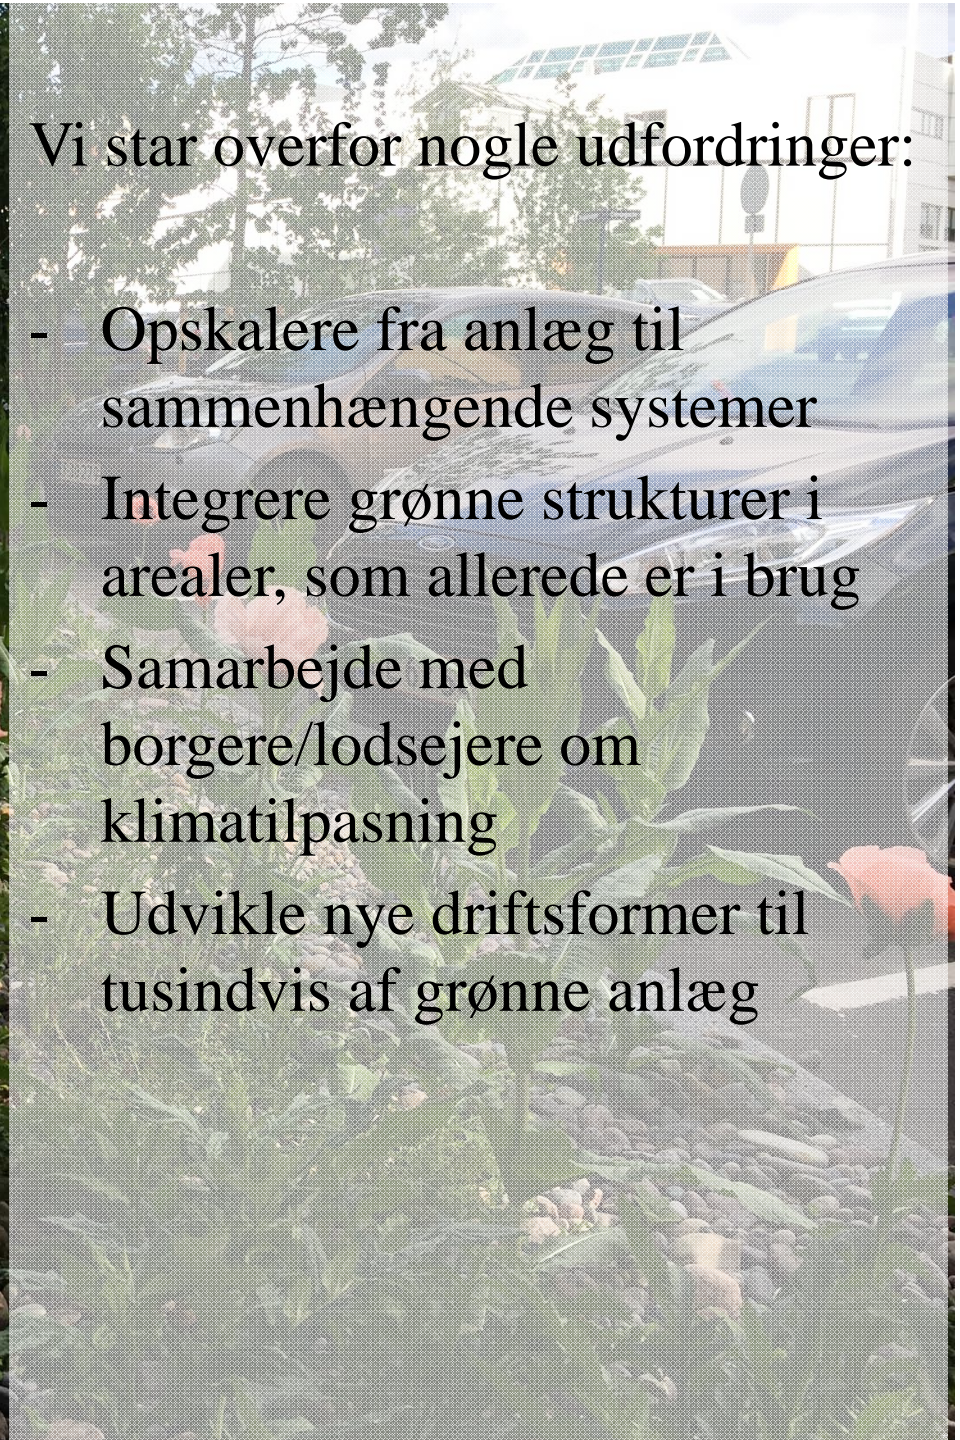 Vi star overfor nogle udfordringer:
- Opskalere fra anlæg til
sammenhængende systemer
- Integrere grønne strukturer i
arealer, som allerede er i brug
- Samarbejde med
borgere/lodsejere om
klimatilpasning
- Udvikle nye driftsformer til
tusindvis af grønne anlæg